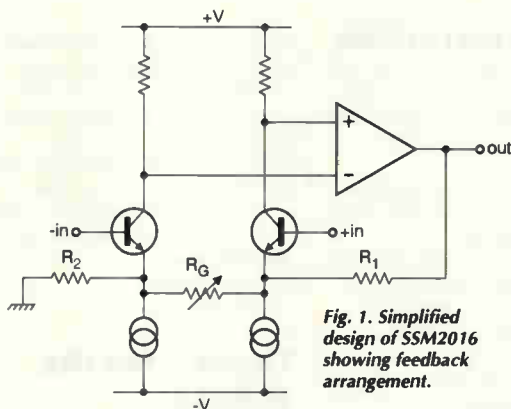 +V
+
out
-
-in
+in
R2
RG
R1
Fig. 1. Simplified
design of SSM2016
showing feedback
arrangement.
-V